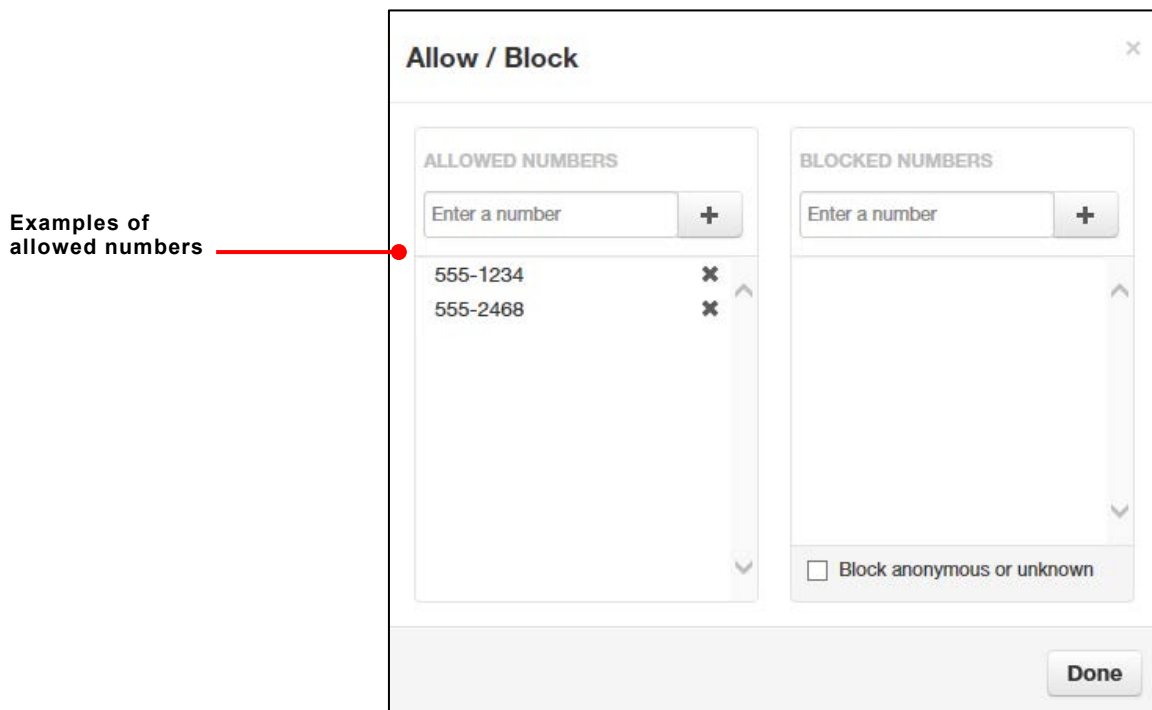 Allow / Block
Examples of
allowed numbers
ALLOWED NUMBERS
Enter a number
555-1234
555-2468
BLOCKED NUMBERS
Enter a number
Block anonymous or unknown
Done